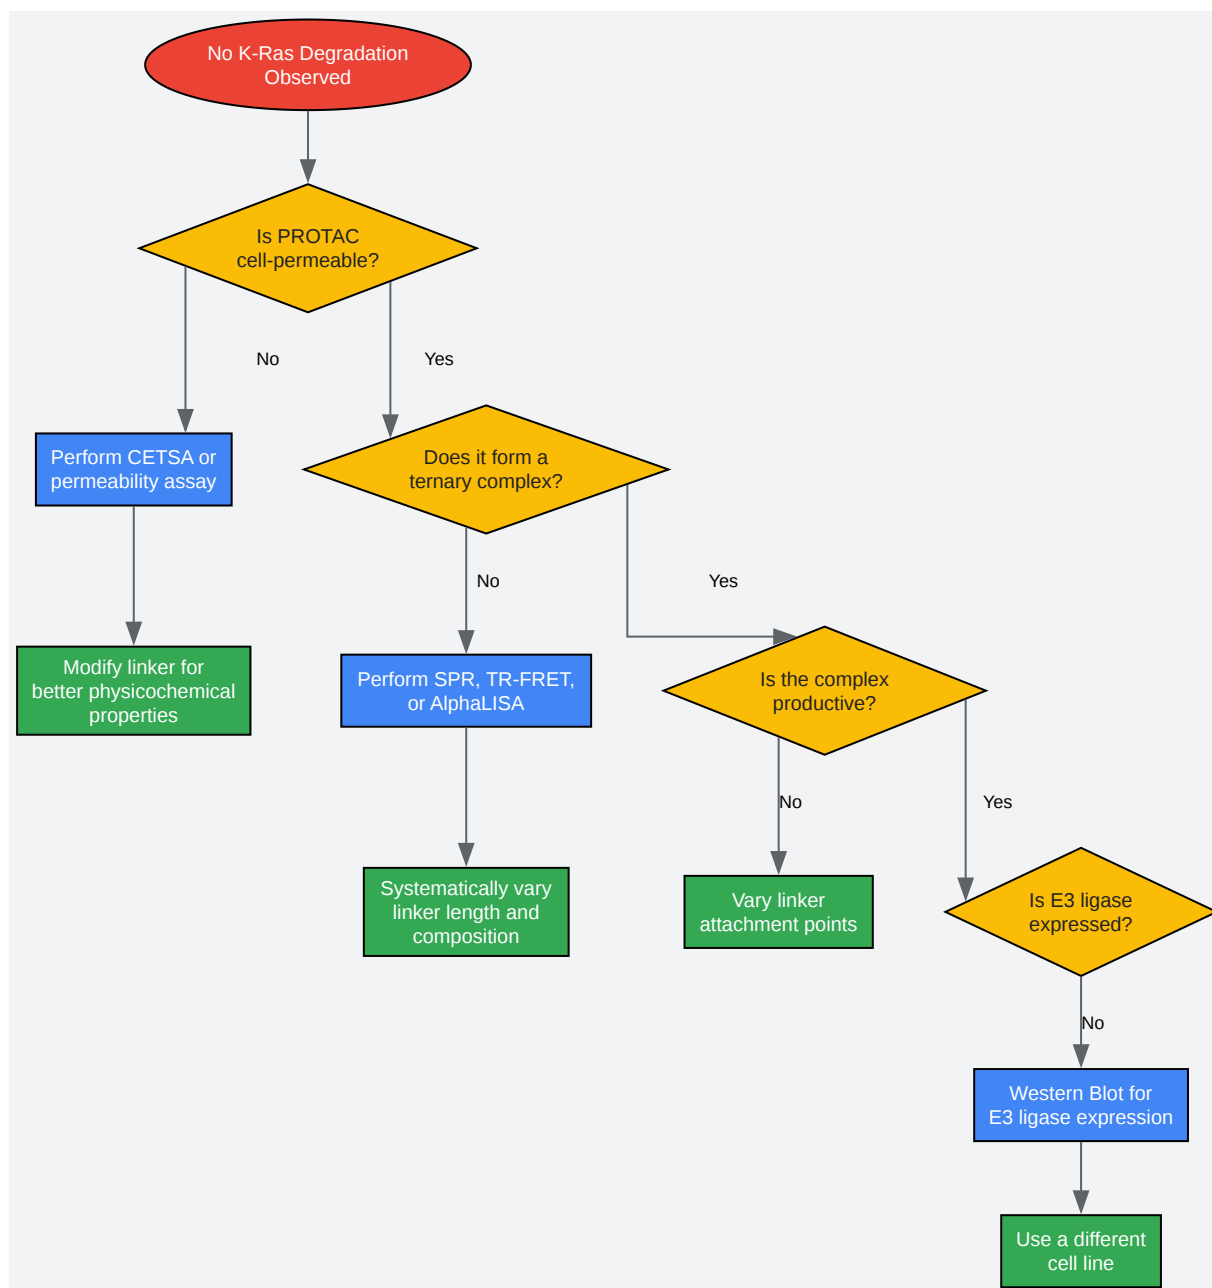 No K-Ras Degradation
Observed
Is PROTAC
cell-permeable?
No
Yes
Perform CETSA or
permeability assay
Does it form a
ternary complex?
No
Yes
Modify linker for
better physicochemical
properties
Perform SPR, TR-FRET,
or AlphaLISA
Is the complex
productive?
No
Yes
Systematically vary
linker length and
composition
Vary linker
attachment points
Is E3 ligase
expressed?
No
Western Blot for
E3 ligase expression
Use a different
cell line